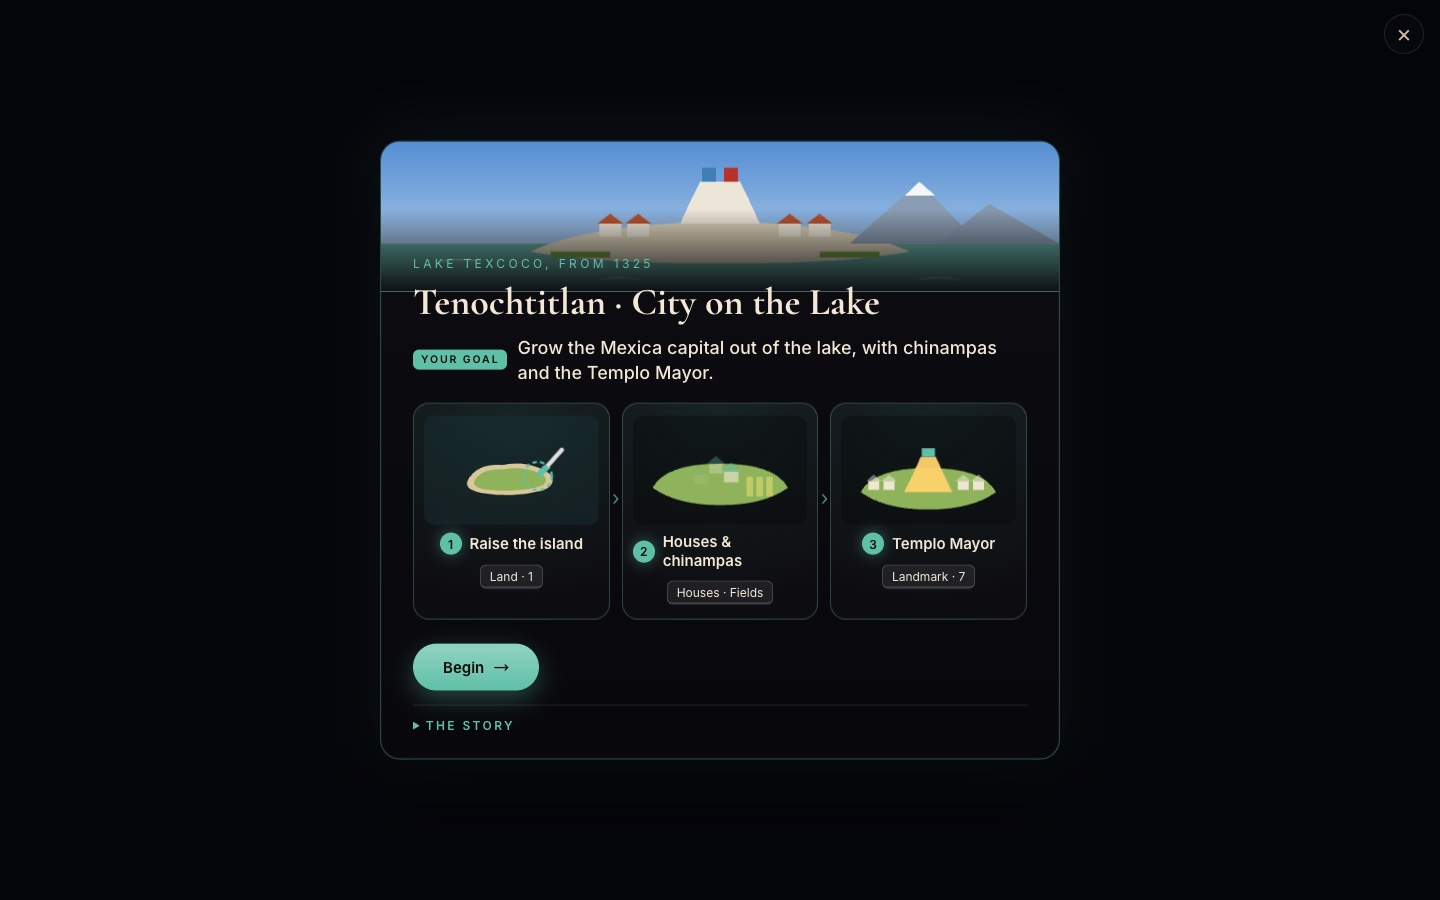 LAKE TEXCOCO, FROM 1325
Tenochtitlan · City on the Lake
YOUR GOAL
Grow the Mexica capital out of the lake, with chinampas
and the Templo Mayor.
1 Raise the island
Land · 1
2 Houses &
chinampas
Houses · Fields
3 Templo Mayor
Landmark · 7
Begin →
THE STORY